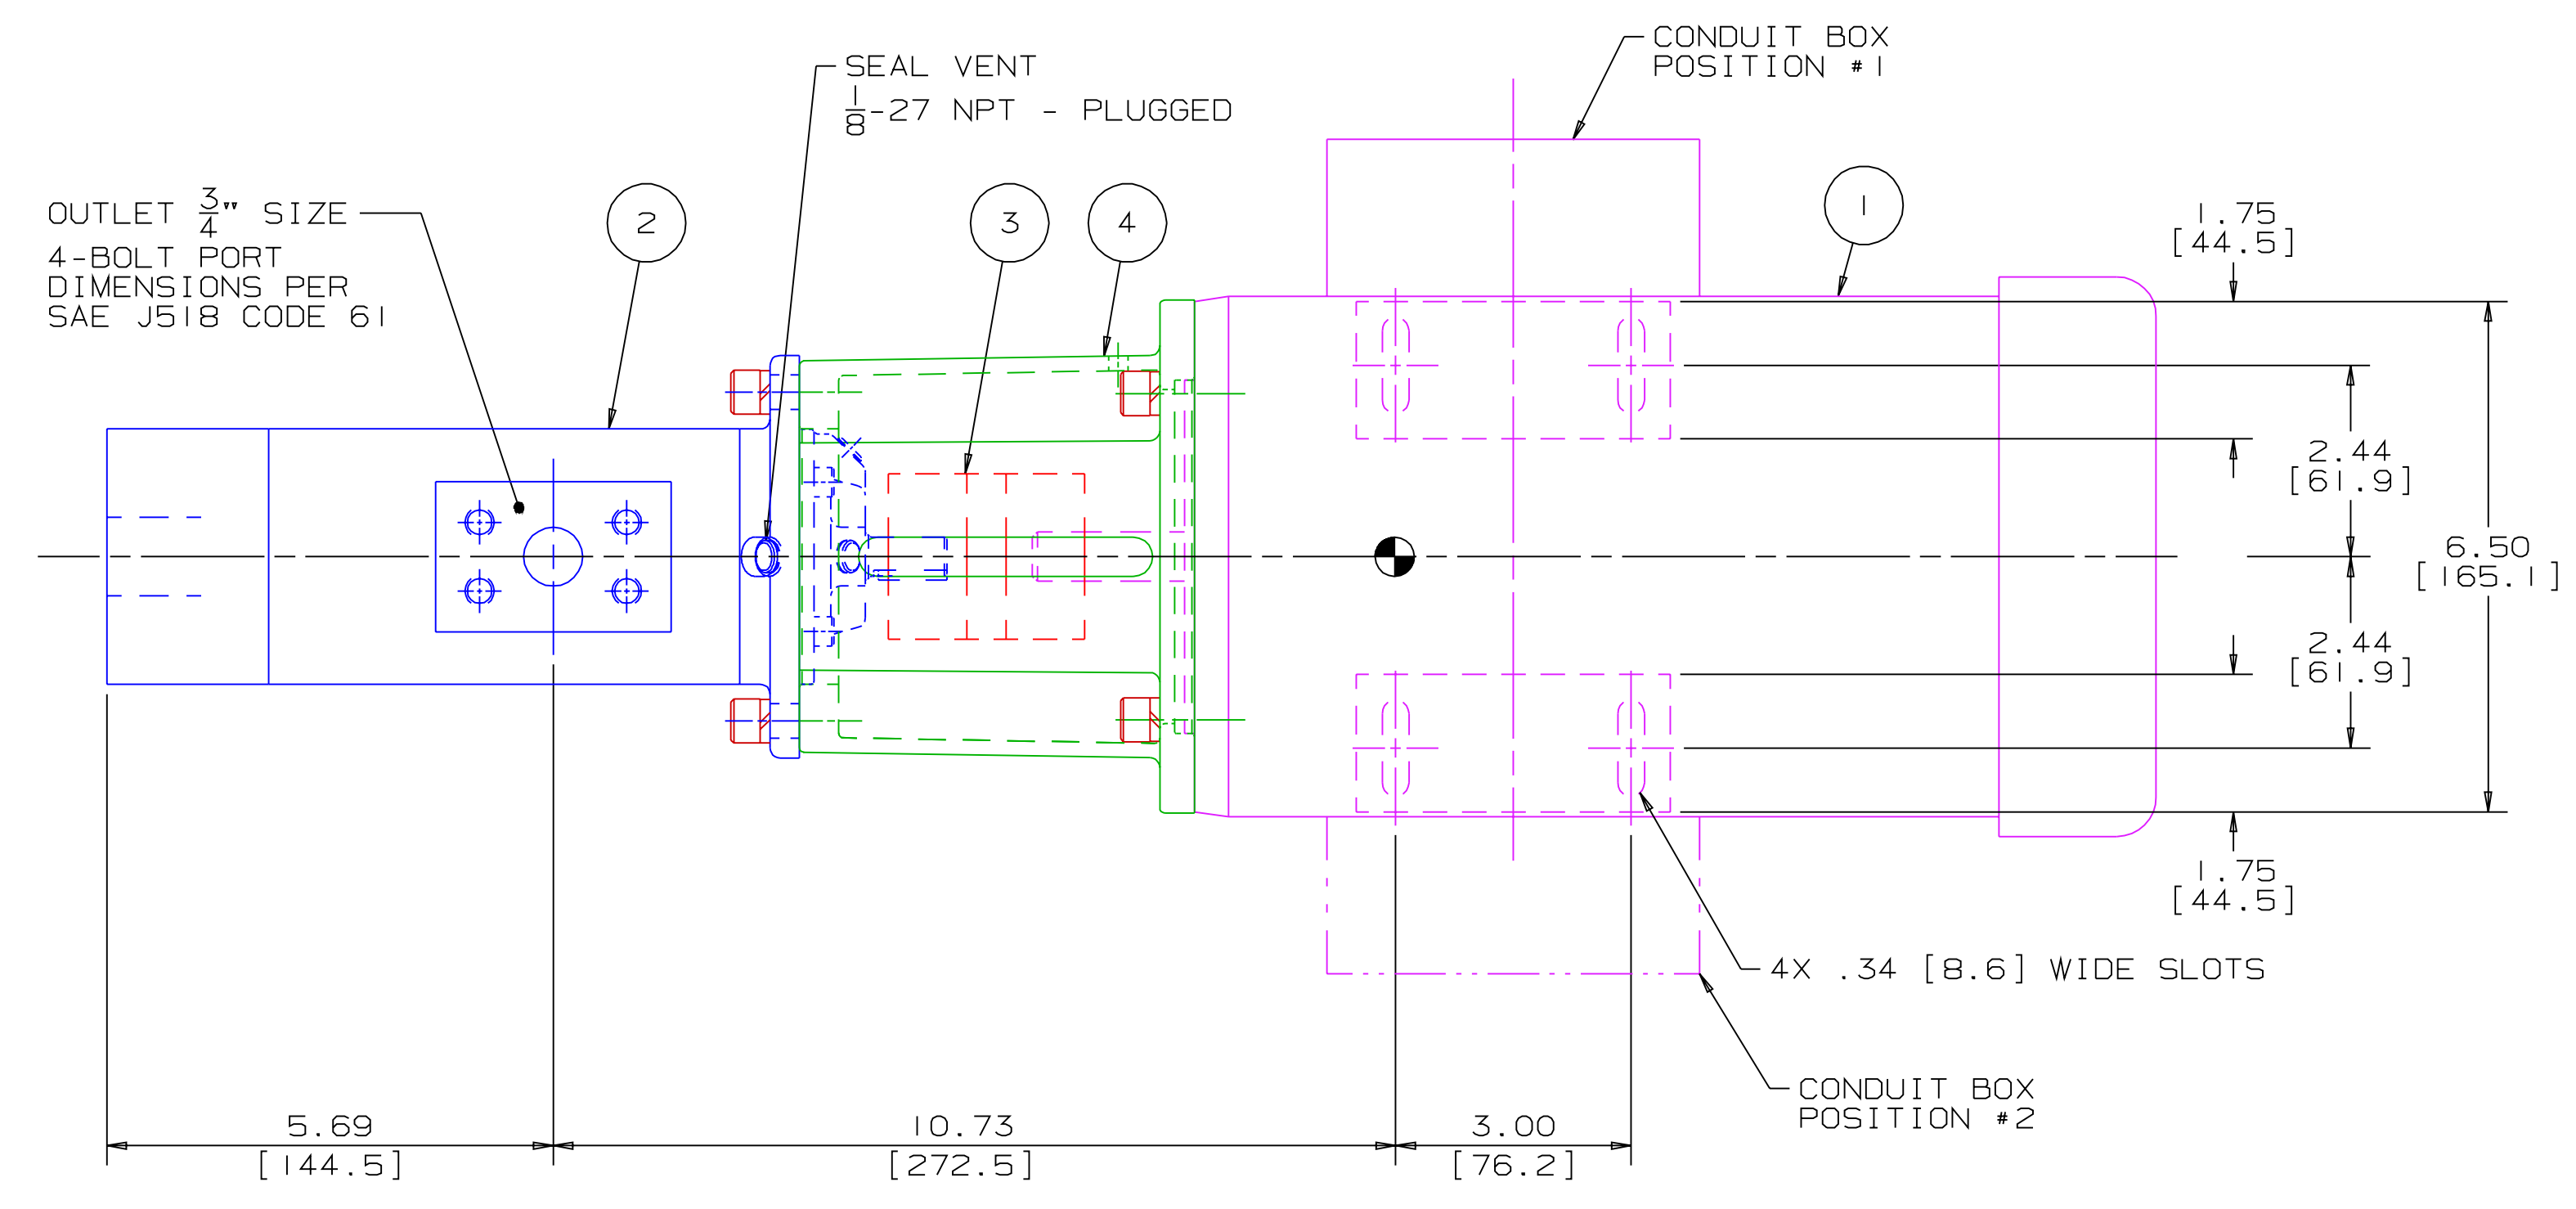 CONDUIT BOX
POSITION #1
SEAL VENT
1/8-27 NPT - PLUGGED
OUTLET 3/4" SIZE
4-BOLT PORT
DIMENSIONS PER
SAE J518 CODE 61
2
3
4
1
1.75
[44.5]
2.44
[61.9]
6.50
[165.1]
2.44
[61.9]
1.75
[44.5]
4X .34 [8.6] WIDE SLOTS
CONDUIT BOX
POSITION #2
5.69
[144.5]
10.73
[272.5]
3.00
[76.2]